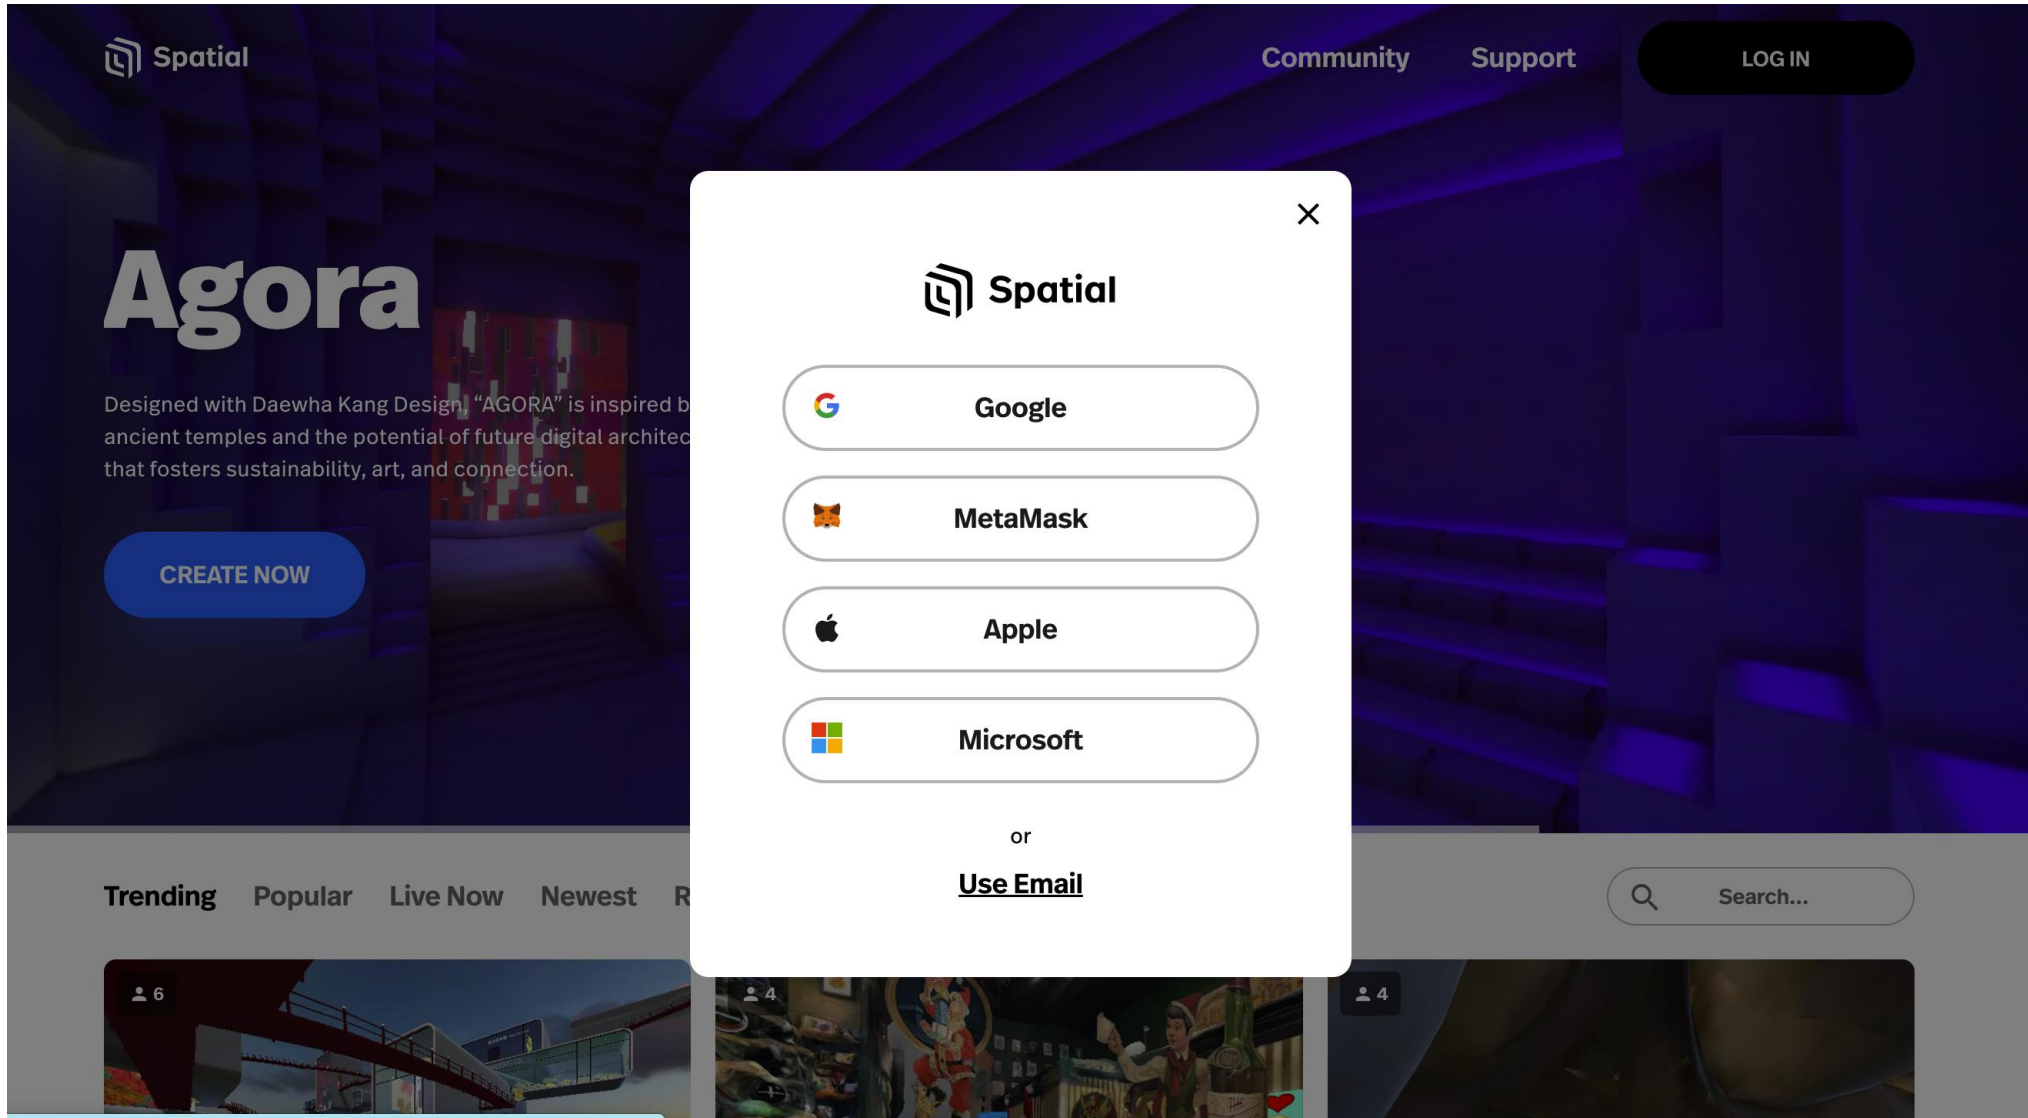 Spatial
Community
Support
LOG IN
Agora
Designed with Daewha Kang Design, “AGORA” is inspired b
ancient temples and the potential of future digital architec
that fosters sustainability, art, and connection.
CREATE NOW
Spatial
Google
MetaMask
Apple
Microsoft
or
Use Email
Trending
Popular
Live Now
Newest
R
Search...
6
4
4